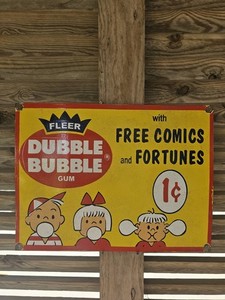 FLEER
DUBBLE
BUBBLE
GUM
with
FREE COMICS
and FORTUNES
1¢